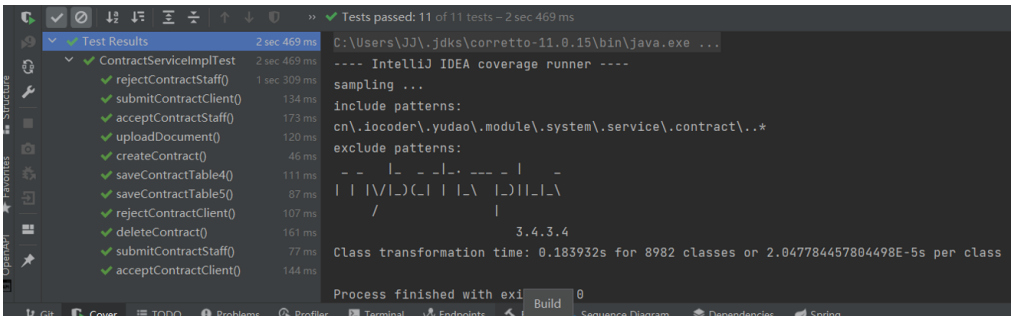 Tests passed: 11 of 11 tests – 2 sec 469 ms
Test Results 2 sec 469 ms
ContractServiceImplTest 2 sec 469 ms
rejectContractStaff() 1 sec 309 ms
submitContractClient() 134 ms
acceptContractStaff() 173 ms
uploadDocument() 120 ms
createContract() 46 ms
saveContractTable4() 111 ms
saveContractTable5() 87 ms
rejectContractClient() 107 ms
deleteContract() 161 ms
submitContractStaff() 77 ms
acceptContractClient() 144 ms
C:\Users\JJ\.jdks\corretto-11.0.15\bin\java.exe ...
---- IntelliJ IDEA coverage runner ----
sampling ...
include patterns:
cn\.iocoder\.yudao\.module\.system\.service\.contract\..*
exclude patterns:
3.4.3.4
Class transformation time: 0.183932s for 8982 classes or 2.047784457804498E-5s per class
Process finished with exi 0
Build
Structure
Favorites
OpenAPI
Git Cover TODO Problems Profiler Terminal Endpoints Sequence Diagram Dependencies Spring